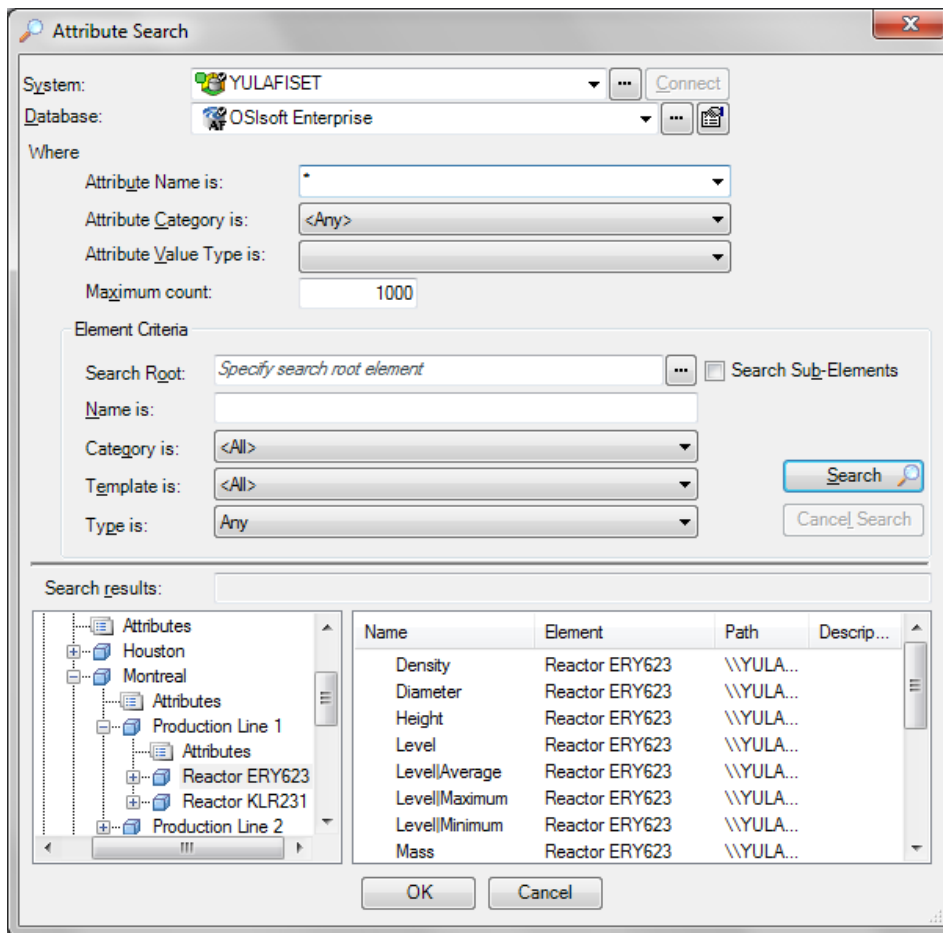 Attribute Search
System: YULAFISET ... Connect
Database: OSIsoft Enterprise ...
Where
Attribute Name is: *
Attribute Category is: <Any>
Attribute Value Type is:
Maximum count: 1000
Element Criteria
Search Root: Specify search root element ... Search Sub-Elements
Name is:
Category is: <All>
Template is: <All>
Search
Type is: Any
Cancel Search
Search results:
Attributes
Houston
Montreal
Attributes
Production Line 1
Attributes
Reactor ERY623
Reactor KLR231
Production Line 2
Name Element Path Descrip...
Density Reactor ERY623 \\YULA...
Diameter Reactor ERY623 \\YULA...
Height Reactor ERY623 \\YULA...
Level Reactor ERY623 \\YULA...
Level|Average Reactor ERY623 \\YULA...
Level|Maximum Reactor ERY623 \\YULA...
Level|Minimum Reactor ERY623 \\YULA...
Mass Reactor ERY623 \\YULA...
OK Cancel